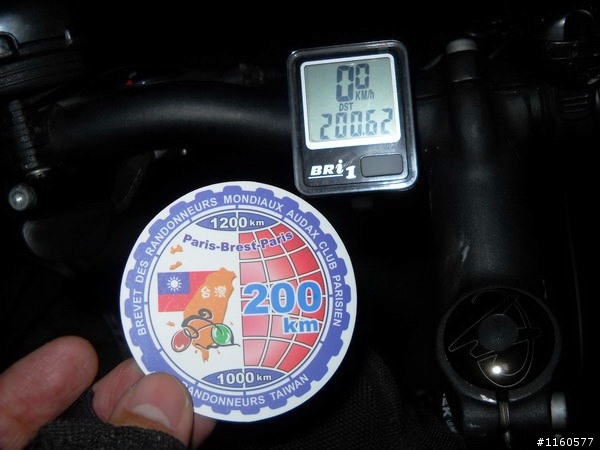 00 KM/h
DST
200.62
BRi 1
BREVET DES RANDONNEURS MONDIAUX AUDAX CLUB PARISIEN
1200 km
Paris-Brest-Paris
台灣
200
km
1000 km
RANDONNEURS TAIWAN
#1160577